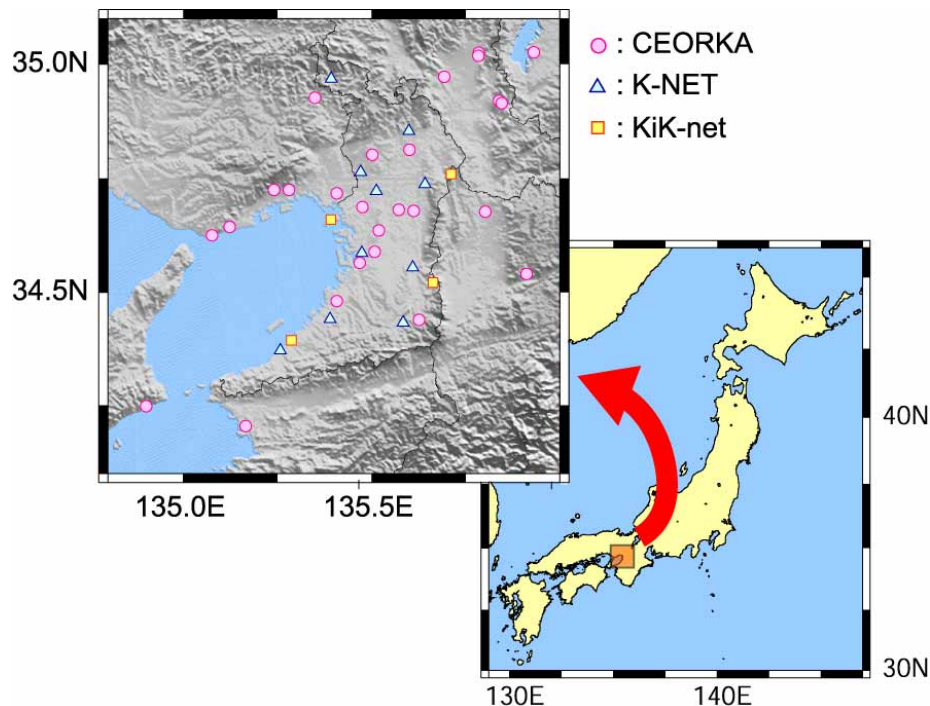 35.0N
34.5N
135.0E
135.5E
: CEORKA
: K-NET
: KiK-net
40N
30N
130E
140E